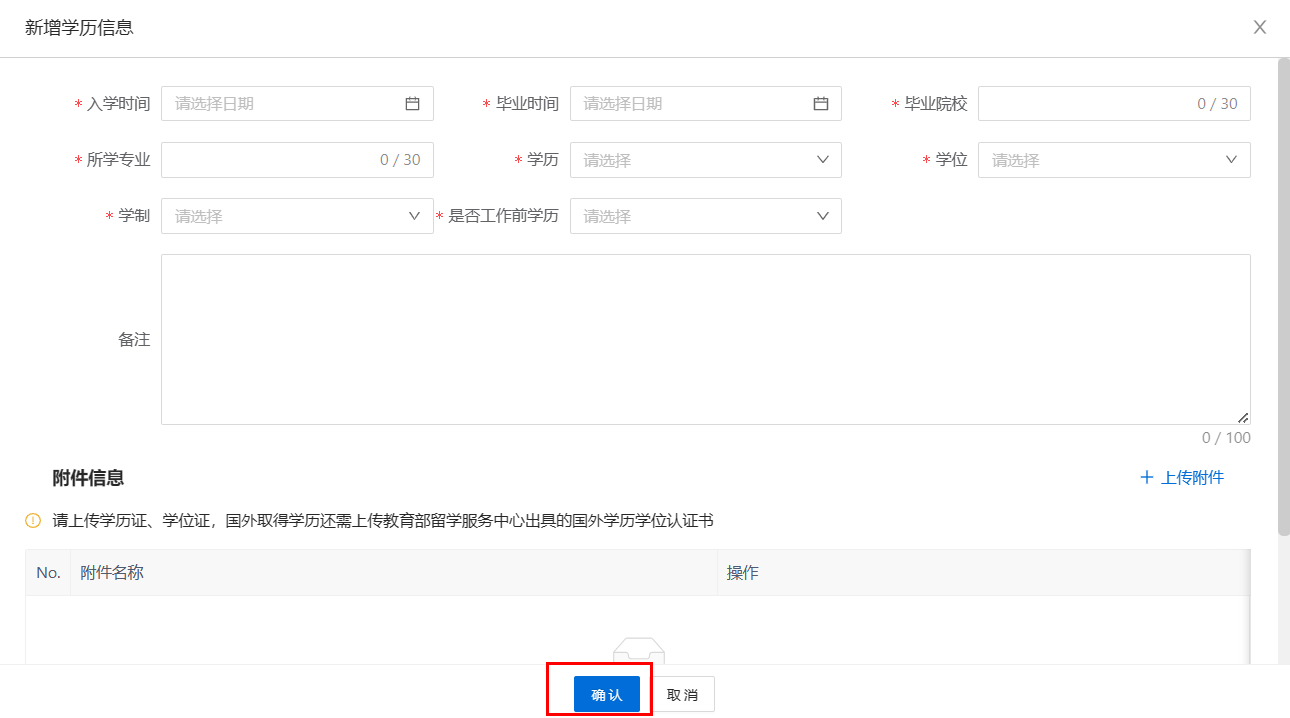 新增学历信息
* 入学时间 请选择日期 * 毕业时间 请选择日期 * 毕业院校 0 / 30
* 所学专业 0 / 30 * 学历 请选择 * 学位 请选择
* 学制 请选择 * 是否工作前学历 请选择
备注
0 / 100
附件信息 + 上传附件
请上传学历证、学位证，国外取得学历还需上传教育部留学服务中心出具的国外学历学位认证书
No. 附件名称 操作
确认 取消